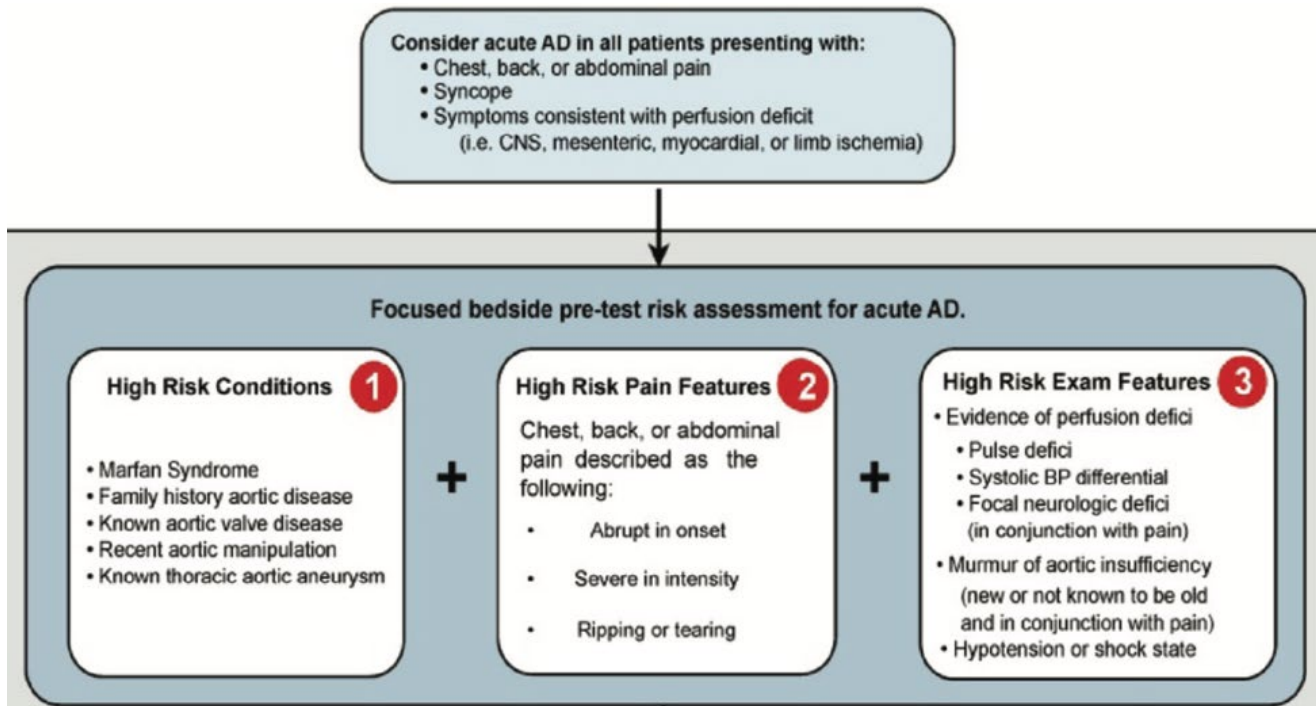 Consider acute AD in all patients presenting with:
• Chest, back, or abdominal pain
• Syncope
• Symptoms consistent with perfusion deficit
(i.e. CNS, mesenteric, myocardial, or limb ischemia)
Focused bedside pre-test risk assessment for acute AD.
High Risk Conditions
1
• Marfan Syndrome
• Family history aortic disease
• Known aortic valve disease
• Recent aortic manipulation
• Known thoracic aortic aneurysm
+
High Risk Pain Features
2
Chest, back, or abdominal
pain described as the
following:
• Abrupt in onset
• Severe in intensity
• Ripping or tearing
+
High Risk Exam Features
3
• Evidence of perfusion defici
• Pulse defici
• Systolic BP differential
• Focal neurologic defici
(in conjunction with pain)
• Murmur of aortic insufficiency
(new or not known to be old
and in conjunction with pain)
• Hypotension or shock state